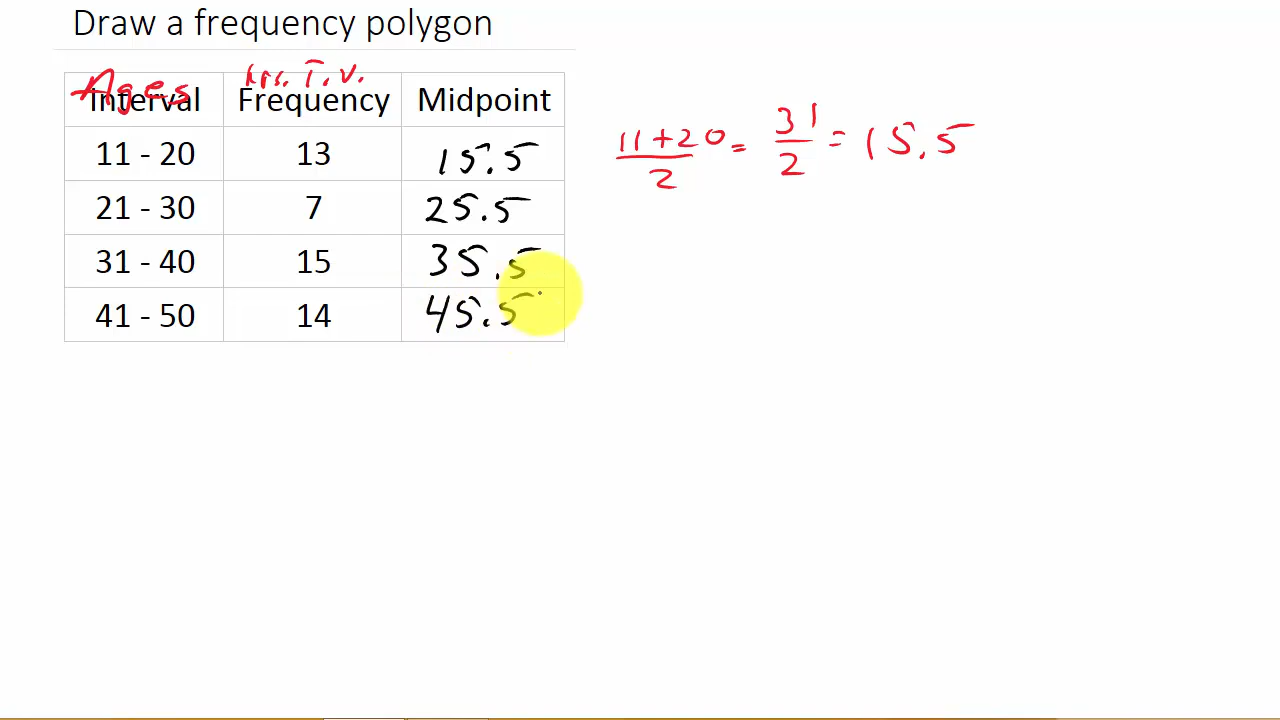 Draw a frequency polygon
Ages hrs. T.V.
Interval Frequency Midpoint
11 - 20 13 15.5
21 - 30 7 25.5
31 - 40 15 35.5
41 - 50 14 45.5
11+20/2 = 31/2 = 15.5